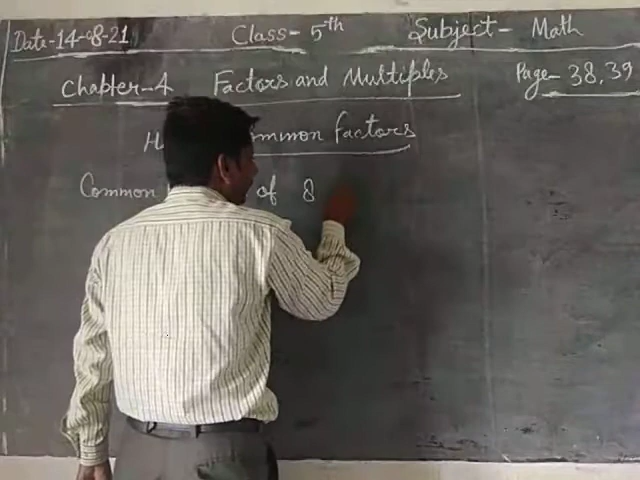 Date-14-08-21 Class- 5th Subject- Math
Chapter-4 Factors and Multiples Page- 38,39
H mmon factors
Common of 8